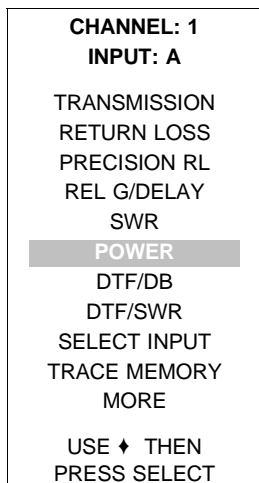 CHANNEL: 1
INPUT: A
TRANSMISSION
RETURN LOSS
PRECISION RL
REL G/DELAY
SWR
POWER
DTF/DB
DTF/SWR
SELECT INPUT
TRACE MEMORY
MORE
USE ♦ THEN
PRESS SELECT